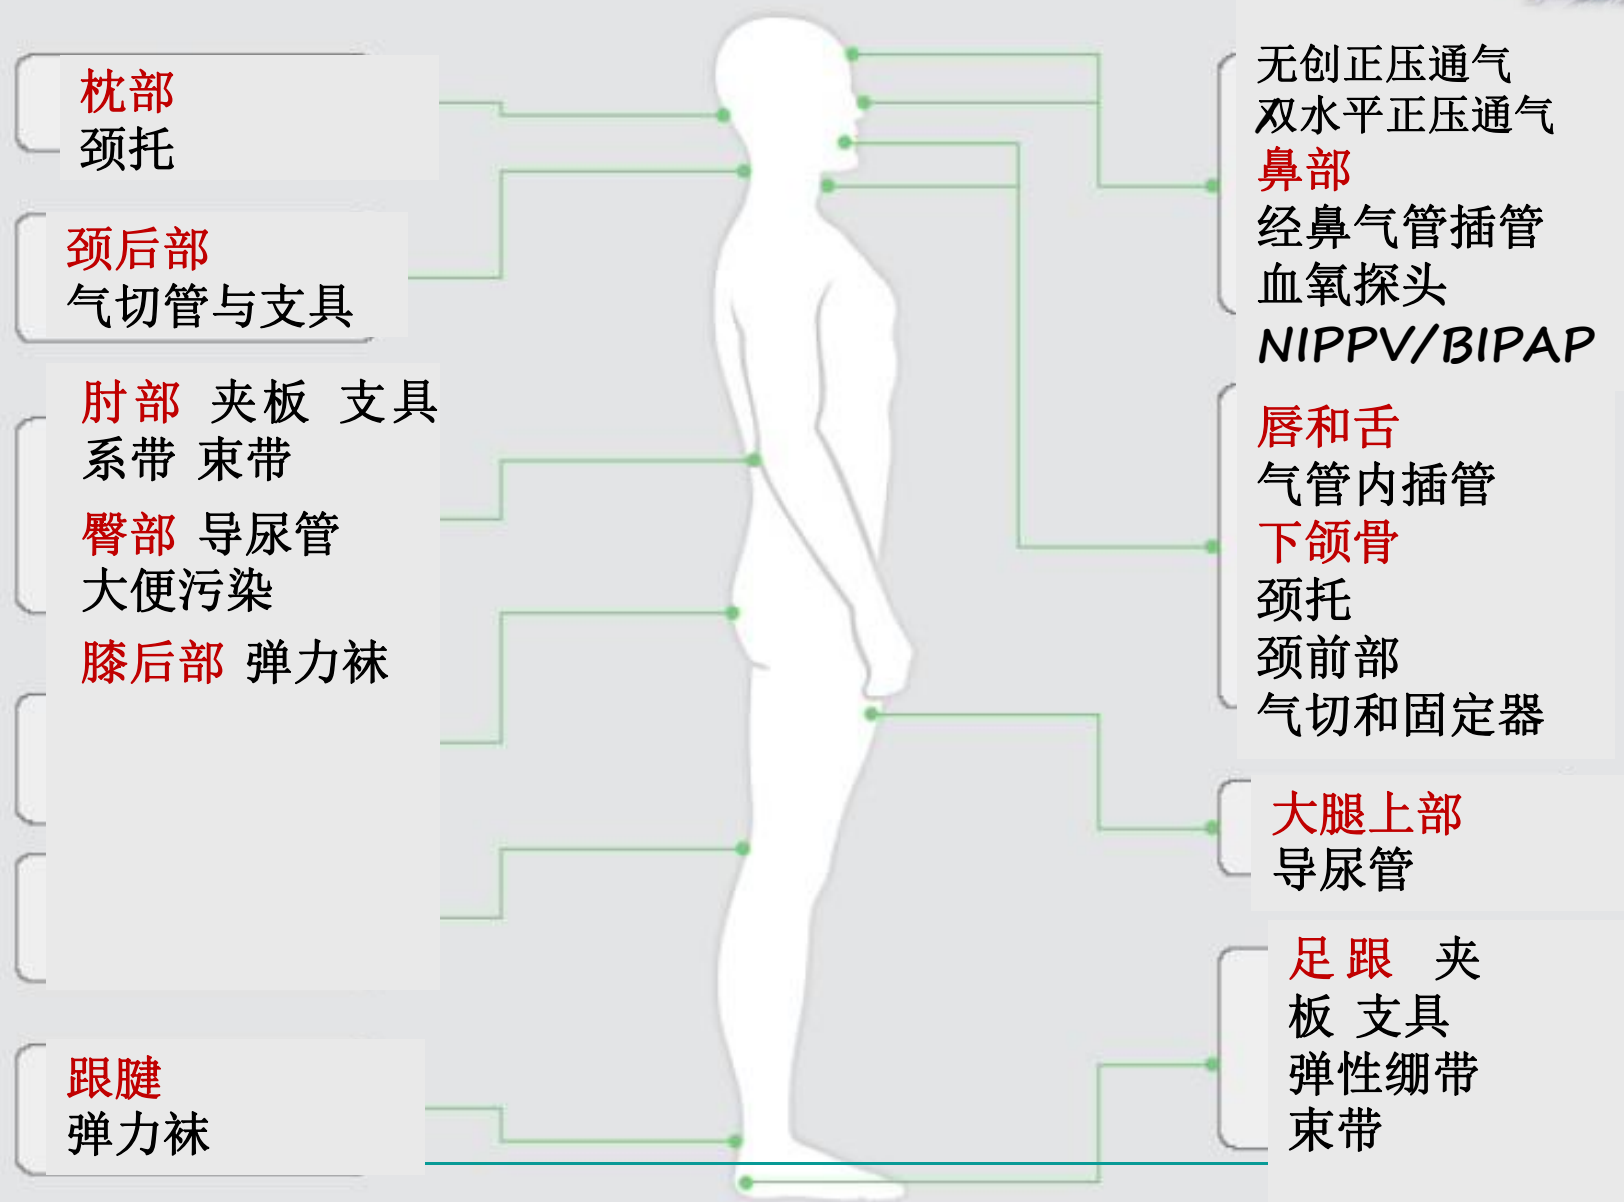 枕部
颈托
颈后部
气切管与支具
肘部 夹板 支具
系带 束带
臀部 导尿管
大便污染
膝后部 弹力袜
跟腱
弹力袜
无创正压通气
双水平正压通气
鼻部
经鼻气管插管
血氧探头
NIPPV/BIPAP
唇和舌
气管内插管
下颌骨
颈托
颈前部
气切和固定器
大腿上部
导尿管
足跟 夹
板 支具
弹性绷带
束带